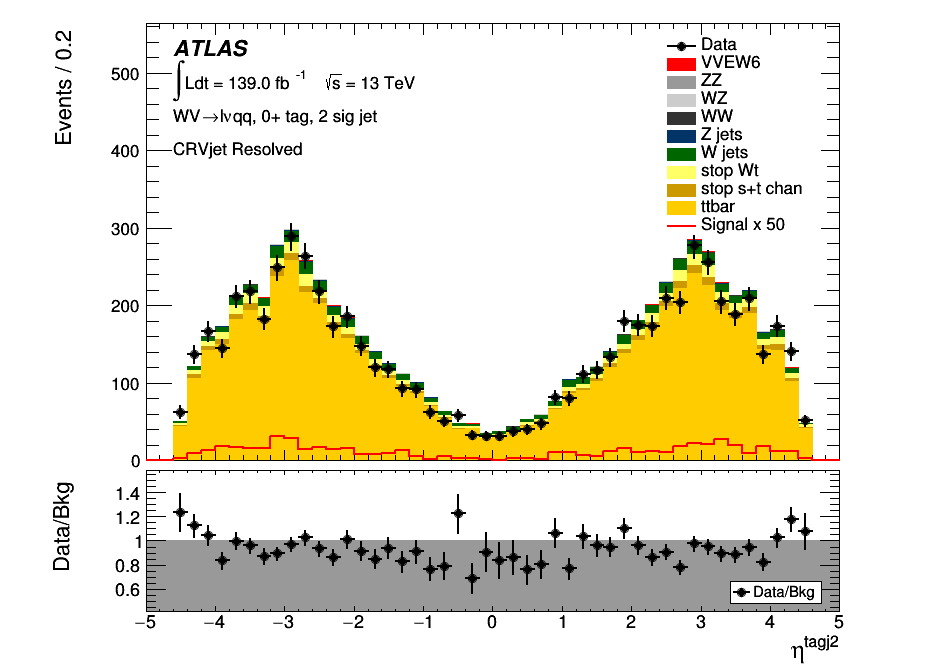 ATLAS
∫Ldt = 139.0 fb⁻¹ √s = 13 TeV
WV→lνqq, 0+ tag, 2 sig jet
CRVjet Resolved
Data
VVEW6
ZZ
WZ
WW
Z jets
W jets
stop Wt
stop s+t chan
ttbar
Signal x 50
Events / 0.2
500
400
300
200
100
0
Data/Bkg
1.4
1.2
1
0.8
0.6
Data/Bkg
−5 −4 −3 −2 −1 0 1 2 3 4 5
η^tagj2